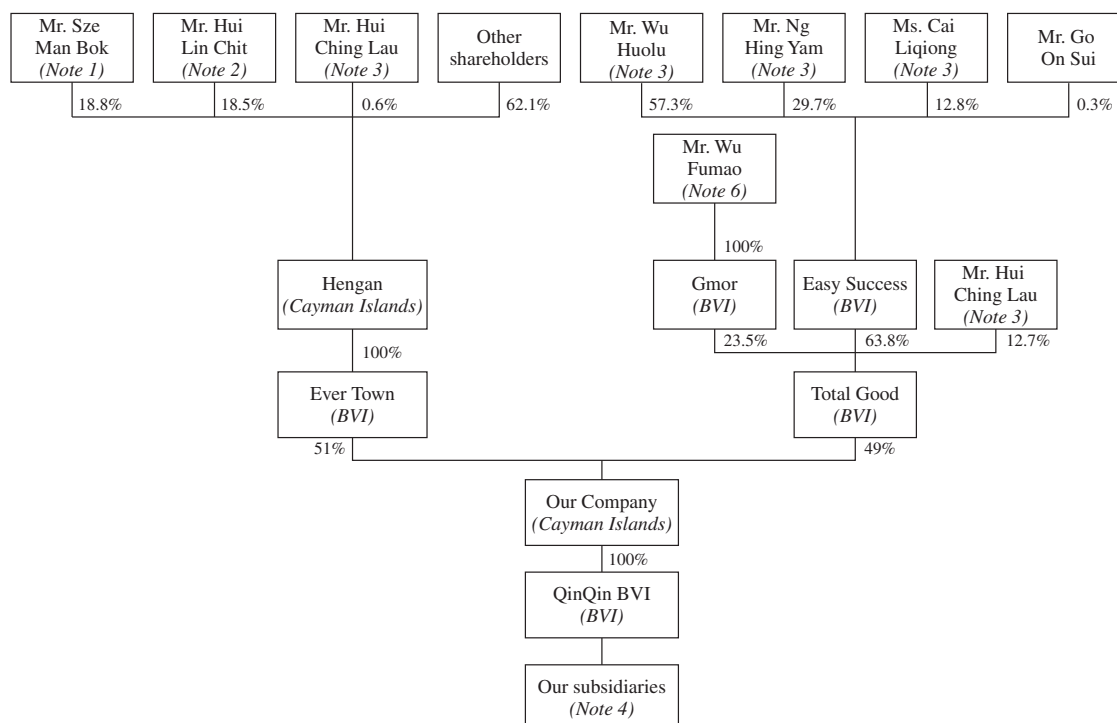 Mr. Sze
Man Bok
(Note 1)
Mr. Hui
Lin Chit
(Note 2)
Mr. Hui
Ching Lau
(Note 3)
Other
shareholders
Mr. Wu
Huolu
(Note 3)
Mr. Ng
Hing Yam
(Note 3)
Ms. Cai
Liqiong
(Note 3)
Mr. Go
On Sui
18.8%
18.5%
0.6%
62.1%
57.3%
29.7%
12.8%
0.3%
Mr. Wu
Fumao
(Note 6)
100%
Hengan
(Cayman Islands)
Gmor
(BVI)
Easy Success
(BVI)
Mr. Hui
Ching Lau
(Note 3)
100%
23.5%
63.8%
12.7%
Ever Town
(BVI)
Total Good
(BVI)
51%
49%
Our Company
(Cayman Islands)
100%
QinQin BVI
(BVI)
Our subsidiaries
(Note 4)